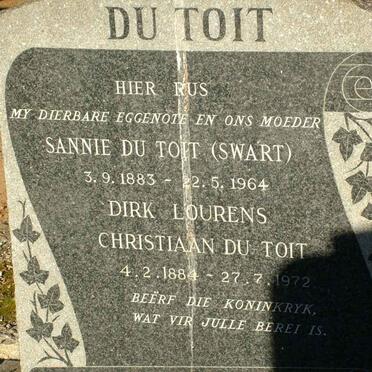 DU TOIT
HIER RUS
MY DIERBARE EGGENOTE EN ONS MOEDER
SANNIE DU TOIT (SWART)
3.9.1883 - 22.5.1964
DIRK LOURENS
CHRISTIAAN DU TOIT
4.2.1884 - 27.7.1972
BEËRF DIE KONINKRYK,
WAT VIR JULLE BEREI IS.